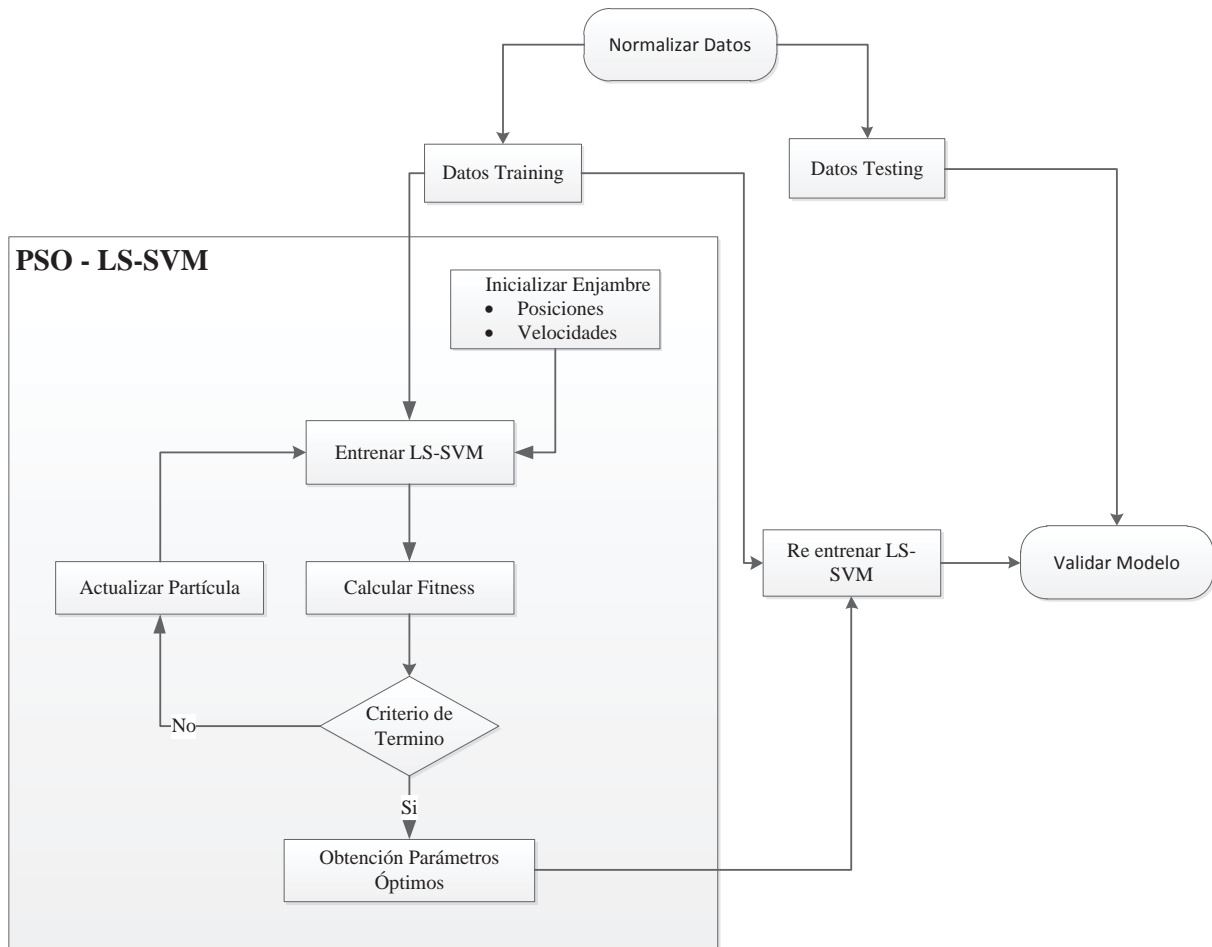 Normalizar Datos
Datos Training
Datos Testing
PSO - LS-SVM
Inicializar Enjambre
• Posiciones
• Velocidades
Entrenar LS-SVM
Re entrenar LS-
SVM
Validar Modelo
Actualizar Partícula
Calcular Fitness
Criterio de
Termino
No
Si
Obtención Parámetros
Óptimos